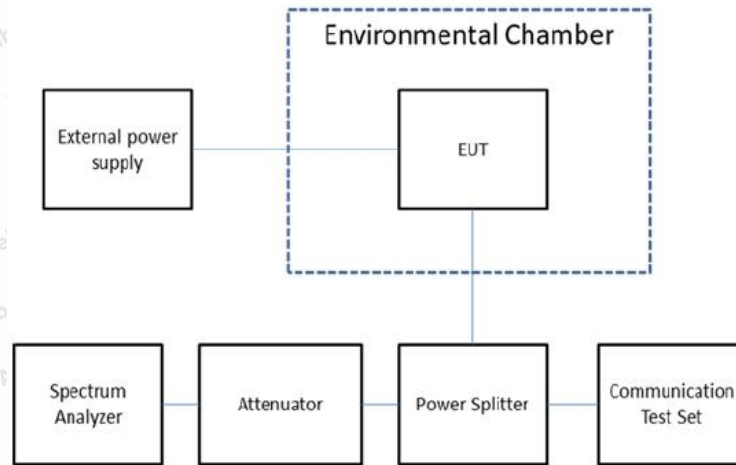 Environmental Chamber
External power
supply
EUT
Spectrum
Analyzer
Attenuator
Power Splitter
Communication
Test Set